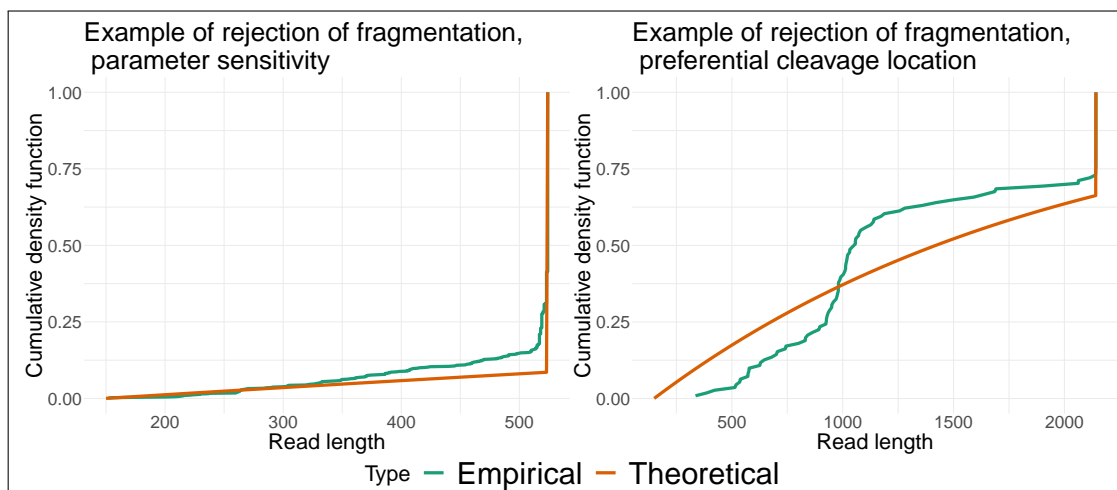 Example of rejection of fragmentation,
parameter sensitivity
Cumulative density function
1.00
0.75
0.50
0.25
0.00
200
300
400
500
Read length
Example of rejection of fragmentation,
preferential cleavage location
Cumulative density function
1.00
0.75
0.50
0.25
0.00
500
1000
1500
2000
Read length
Type Empirical Theoretical